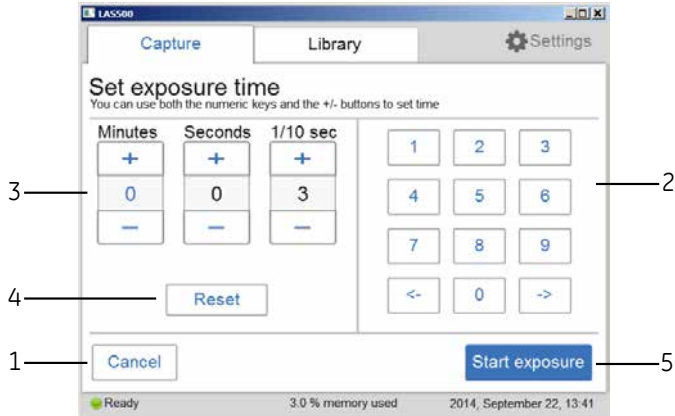 LAS500
Capture Library Settings
Set exposure time
You can use both the numeric keys and the +/- buttons to set time
Minutes Seconds 1/10 sec
+ + +
0 0 3
− − −
1 2 3
4 5 6
7 8 9
<- 0 ->
Reset
Cancel
Start exposure
Ready 3.0 % memory used 2014, September 22, 13:41
3
4
1
2
5